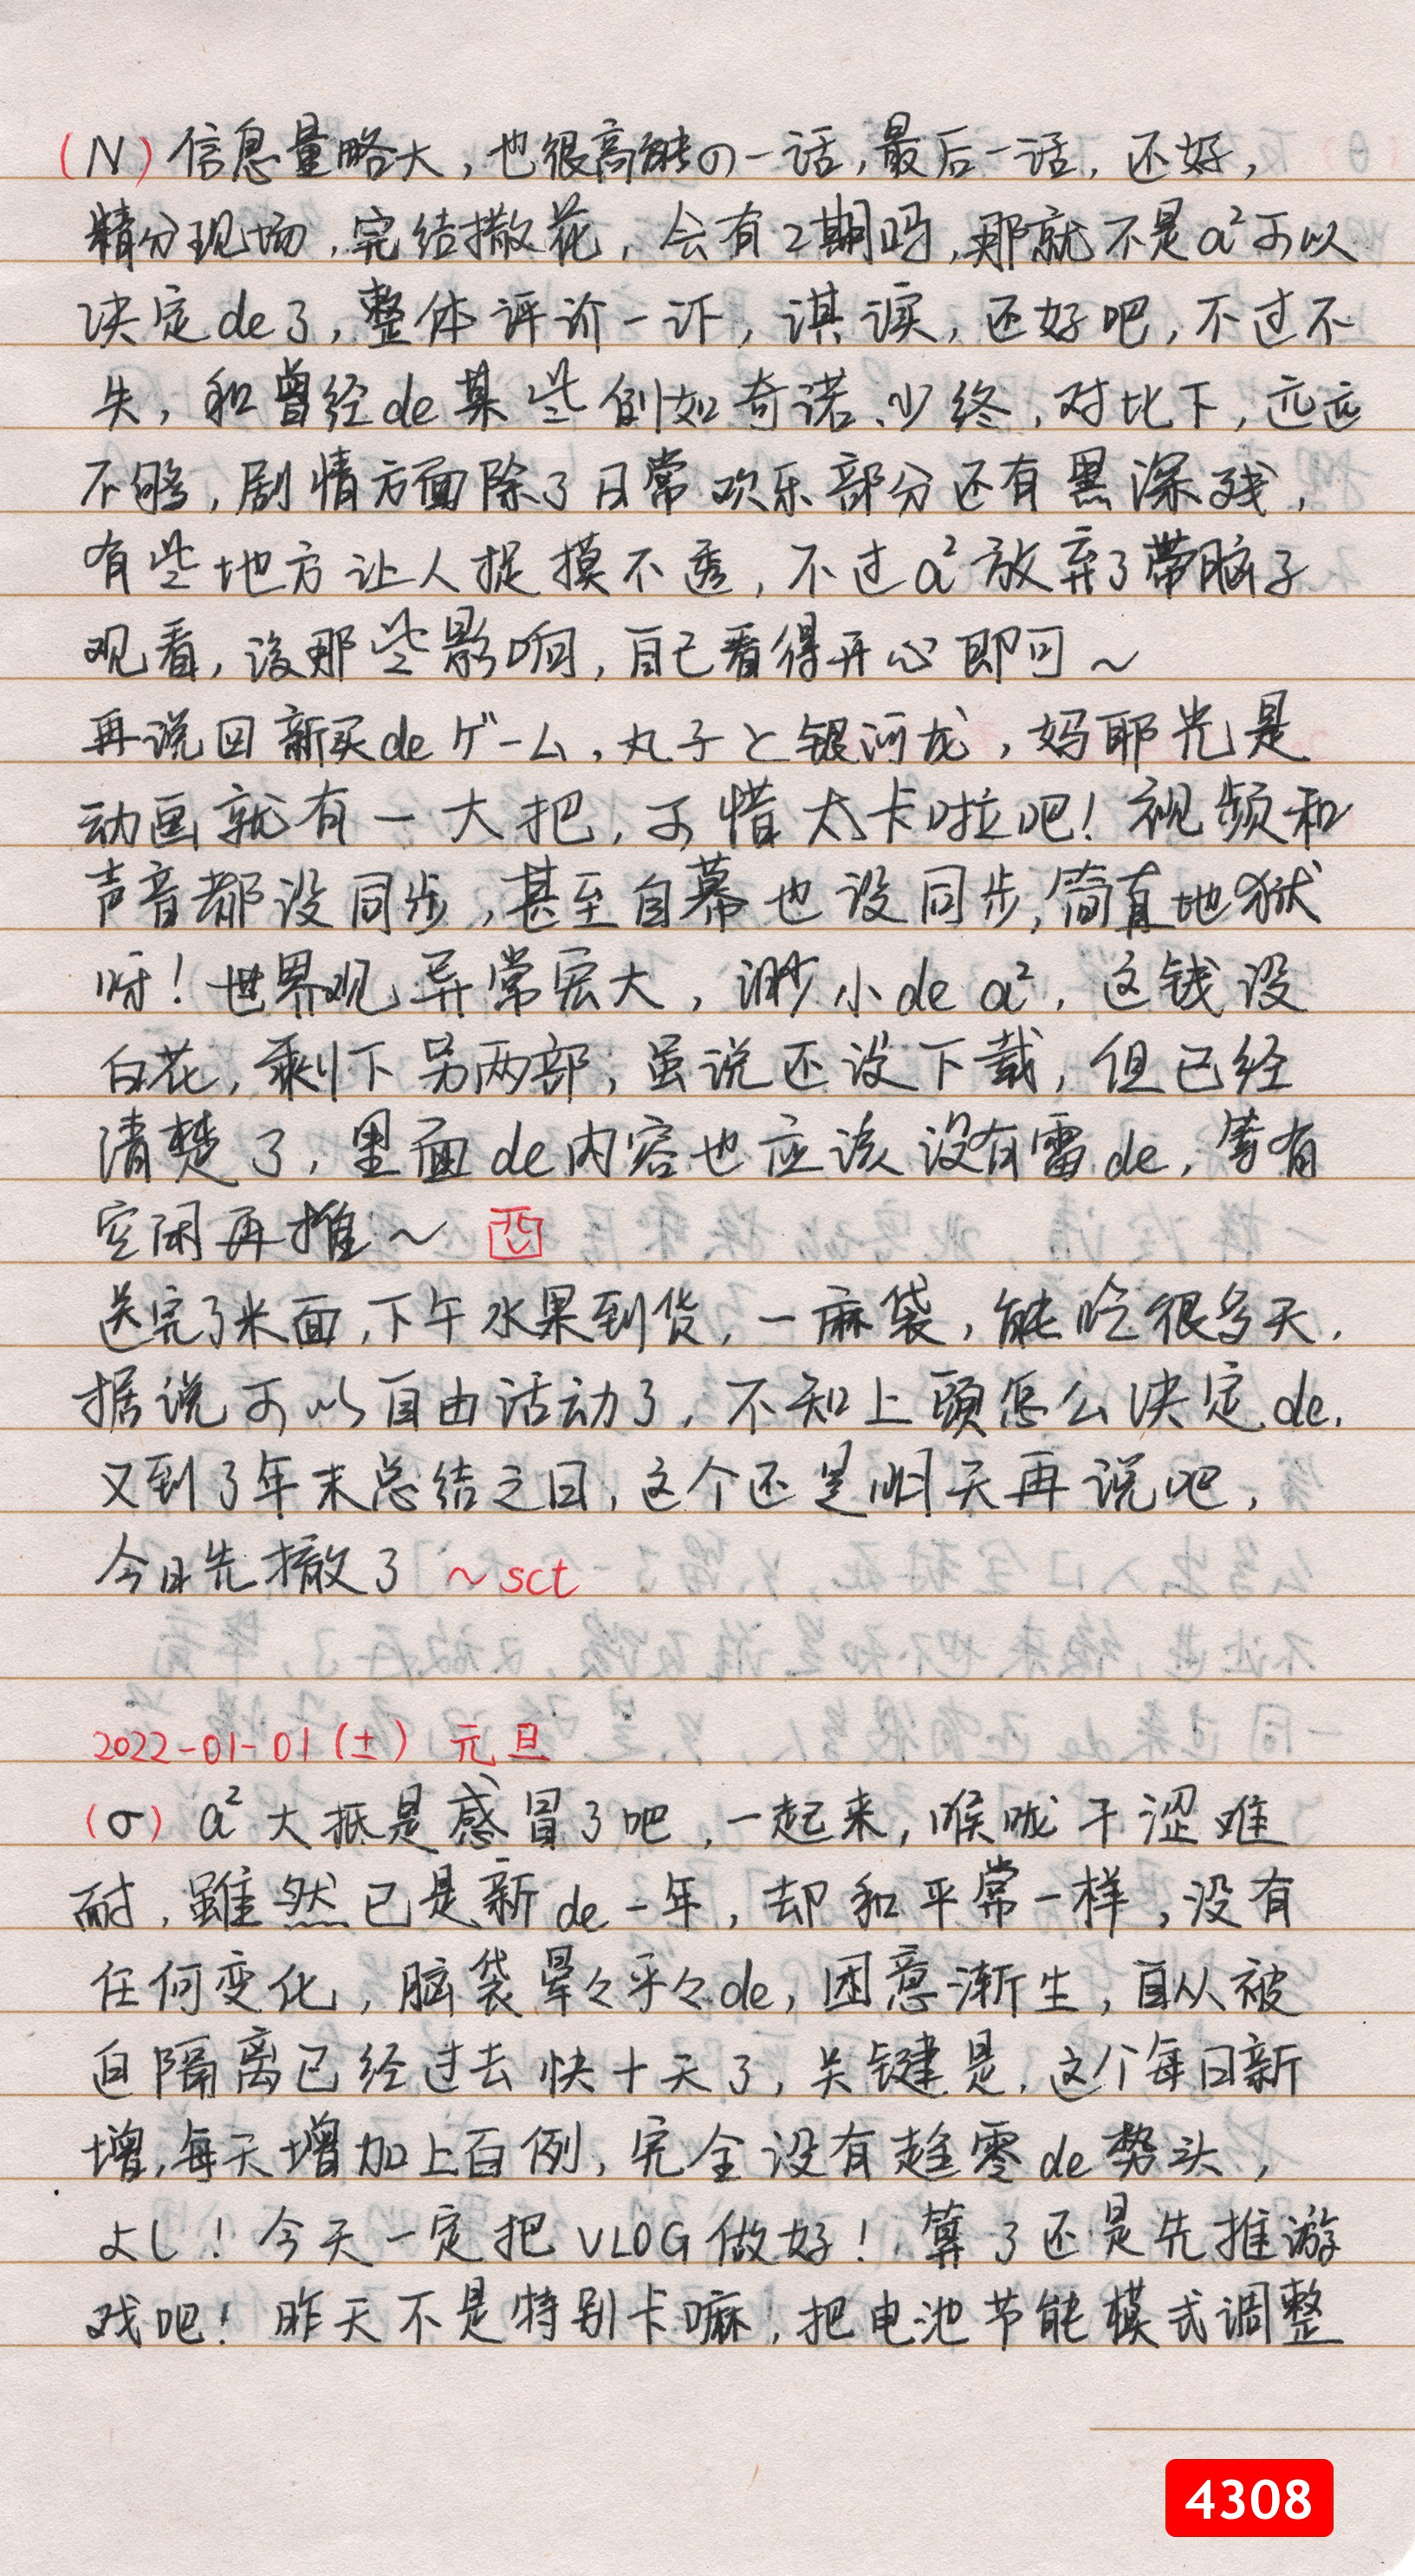 (N) 信息量略大，也很高能の一话，最后一话，还好，
精分现场，完结撒花，会有2期吗，那就不是a²可以
决定de了，整体评价一下，谋误，还好吧，不过不
失，和曾经de某些例如奇诺、少终，对比下，远远
不够，剧情方面除了日常欢乐部分还有黑深残，
有些地方让人捉摸不透，不过a²放弃了带脑子
观看，没那些影响，自己看得开心即可～
再说回新买deゲーム，丸子と银河龙，妈耶光是
动画就有一大把，可惜太卡啦吧！视频和
声音都没同步，甚至自幕也没同步，简直地狱
呀！世界观异常宏大，渺小de a²，这钱没
白花，剩下另两部，虽说还没下载，但已经
清楚了，里面de内容也应该没有雷de，等有
空闲再推～ 西
送完了米面，下午水果到货，一麻袋，能吃很多天，
据说可以自由活动了，不知上頭怎么决定de，
又到了年末总结之日，这个还是明天再说吧，
今日先撤了 ～sct
2022-01-01(土) 元旦
(σ) a²大抵是感冒了吧，一起来，喉咙干涩难
耐，雖然已是新de一年，却和平常一样，没有
任何变化，脑袋晕々乎々de，困意渐生，自从被
迫隔离已经过去快十天了，关键是，这个每日新
增，每天增加上百例，完全没有趋零de势头，
よし！今天一定把VLOG做好！算了还是先推游
戏吧！昨天不是特别卡嘛，把电池节能模式调整
4308